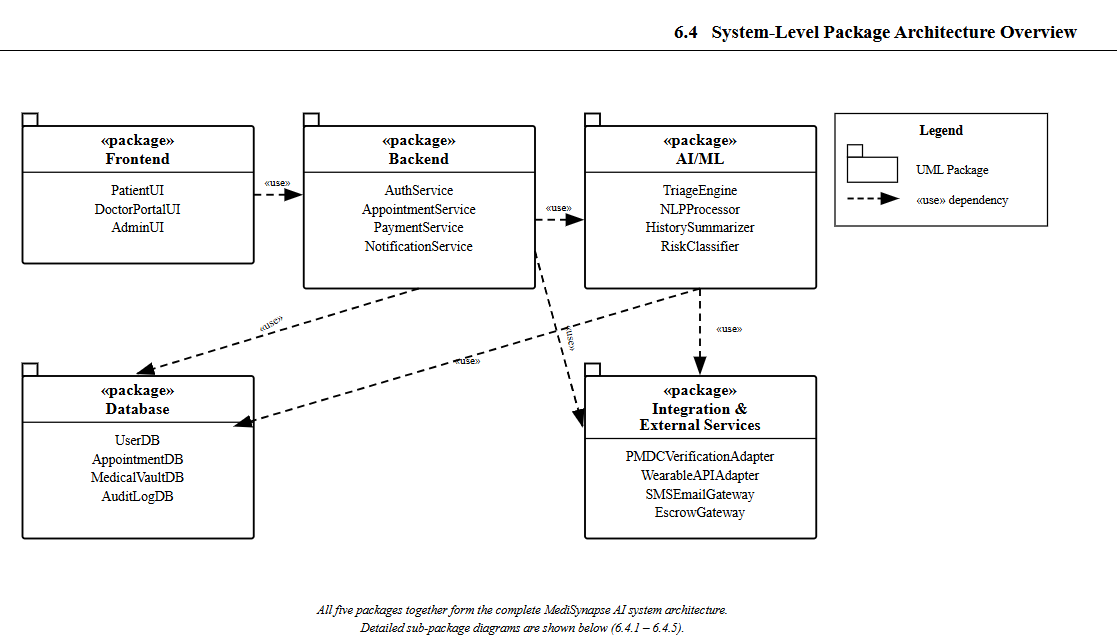 6.4 System-Level Package Architecture Overview
«package»
Frontend
PatientUI
DoctorPortalUI
AdminUI
«use»
«package»
Backend
AuthService
AppointmentService
PaymentService
NotificationService
«use»
«package»
AI/ML
TriageEngine
NLPProcessor
HistorySummarizer
RiskClassifier
Legend
UML Package
«use» dependency
«use»
«use»
«use»
«use»
«package»
Database
UserDB
AppointmentDB
MedicalVaultDB
AuditLogDB
«package»
Integration &
External Services
PMDCVerificationAdapter
WearableAPIAdapter
SMSEmailGateway
EscrowGateway
All five packages together form the complete MediSynapse AI system architecture.
Detailed sub-package diagrams are shown below (6.4.1 – 6.4.5).